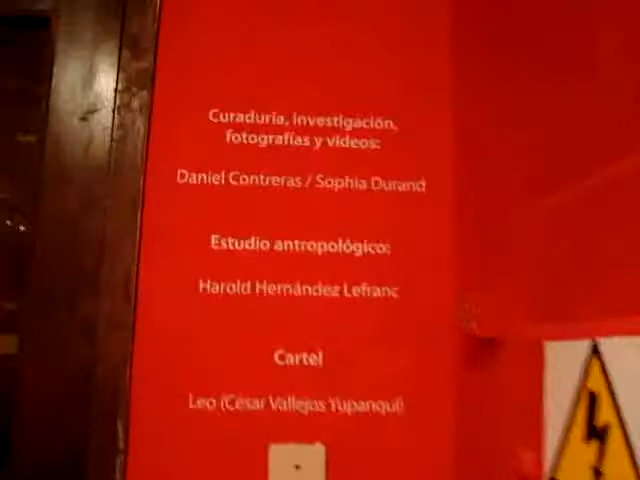 Curaduría, investigación,
fotografías y videos:
Daniel Contreras / Sophia Durand
Estudio antropológico:
Harold Hernández Lefranc
Cartel
Leo (César Vallejos Yupanqui)